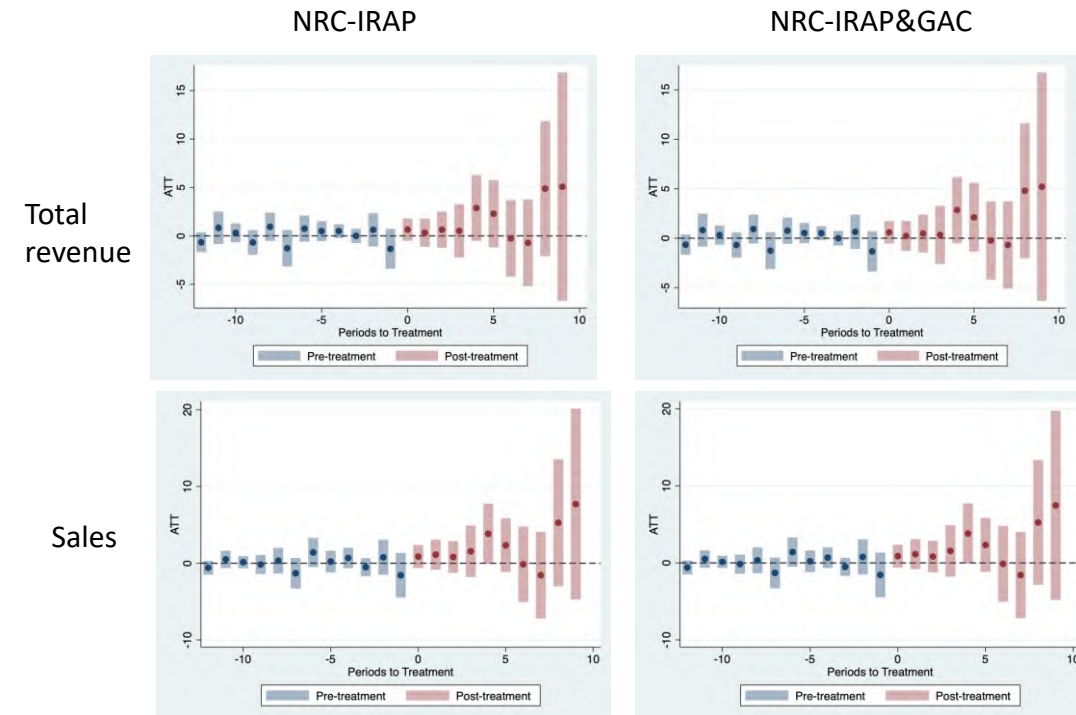 NRC-IRAP
NRC-IRAP&GAC
Total
revenue
15
10
5
0
-5
ATT
-10 -5 0 5 10
Periods to Treatment
Pre-treatment Post-treatment
15
10
5
0
-5
ATT
-10 -5 0 5 10
Periods to Treatment
Pre-treatment Post-treatment
Sales
20
10
0
-10
ATT
-10 -5 0 5 10
Periods to Treatment
Pre-treatment Post-treatment
20
10
0
-10
ATT
-10 -5 0 5 10
Periods to Treatment
Pre-treatment Post-treatment